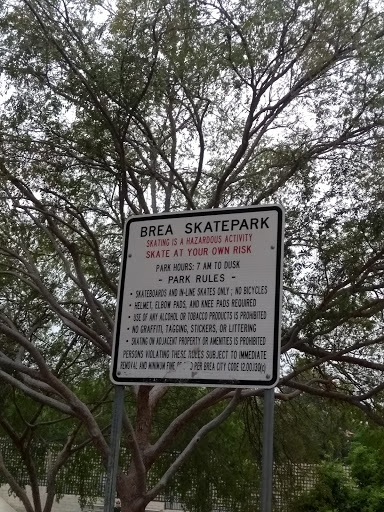 BREA SKATEPARK
SKATING IS A HAZARDOUS ACTIVITY
SKATE AT YOUR OWN RISK
PARK HOURS: 7 AM TO DUSK
- PARK RULES -
• SKATEBOARDS AND IN-LINE SKATES ONLY; NO BICYCLES
• HELMET, ELBOW PADS, AND KNEE PADS REQUIRED
• USE OF ANY ALCOHOL OR TOBACCO PRODUCTS IS PROHIBITED
• NO GRAFFITI, TAGGING, STICKERS, OR LITTERING
• SKATING ON ADJACENT PROPERTY OR AMENITIES IS PROHIBITED
PERSONS VIOLATING THESE RULES SUBJECT TO IMMEDIATE
REMOVAL AND MINIMUM FINE PER BREA CITY CODE 12.00.130(c)